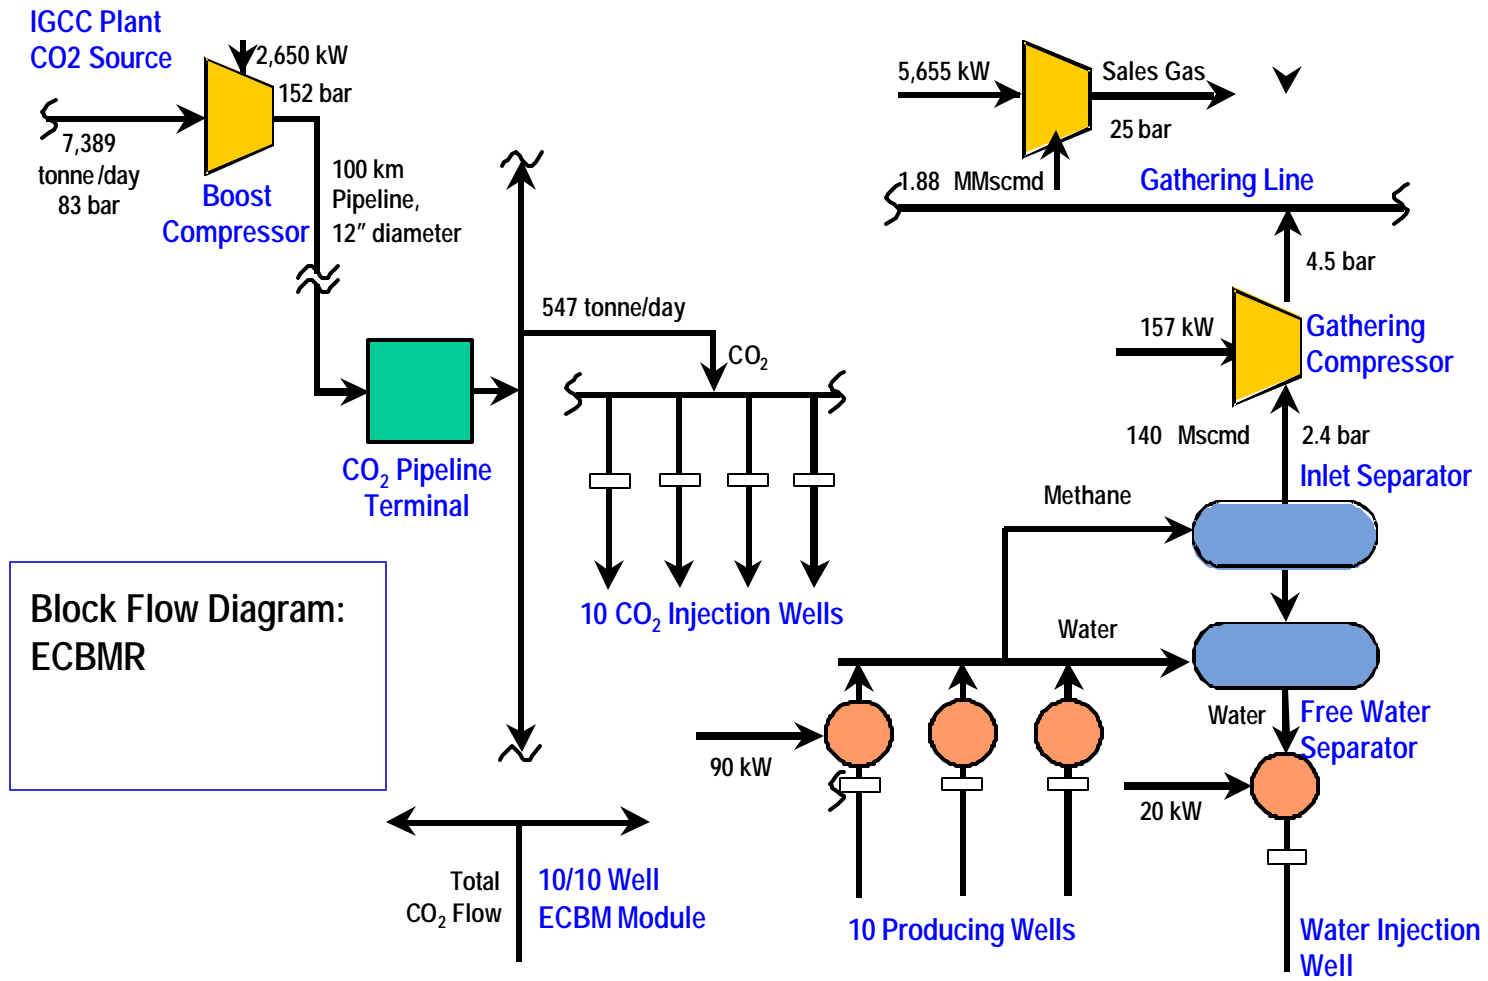 IGCC Plant
CO2 Source
2,650 kW
152 bar
7,389
tonne/day
83 bar
Boost
Compressor
100 km
Pipeline,
12” diameter
547 tonne/day
CO₂
CO₂ Pipeline
Terminal
10 CO₂ Injection Wells
Block Flow Diagram:
ECBMR
Total
CO₂ Flow
10/10 Well
ECBM Module
5,655 kW
Sales Gas
25 bar
1.88 MMscmd
Gathering Line
4.5 bar
157 kW
Gathering
Compressor
140 Mscmd
2.4 bar
Inlet Separator
Methane
Water
Water
Free Water
Separator
90 kW
20 kW
10 Producing Wells
Water Injection
Well